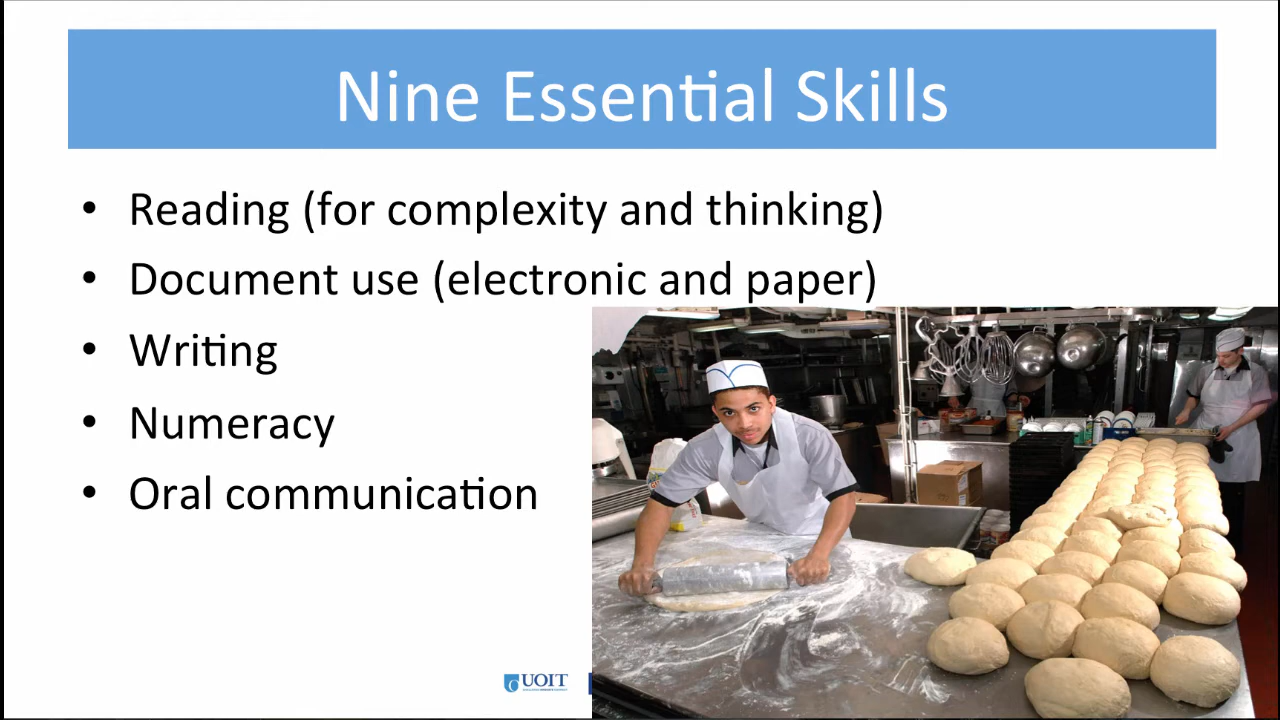 Nine Essential Skills
• Reading (for complexity and thinking)
• Document use (electronic and paper)
• Writing
• Numeracy
• Oral communication
UOIT